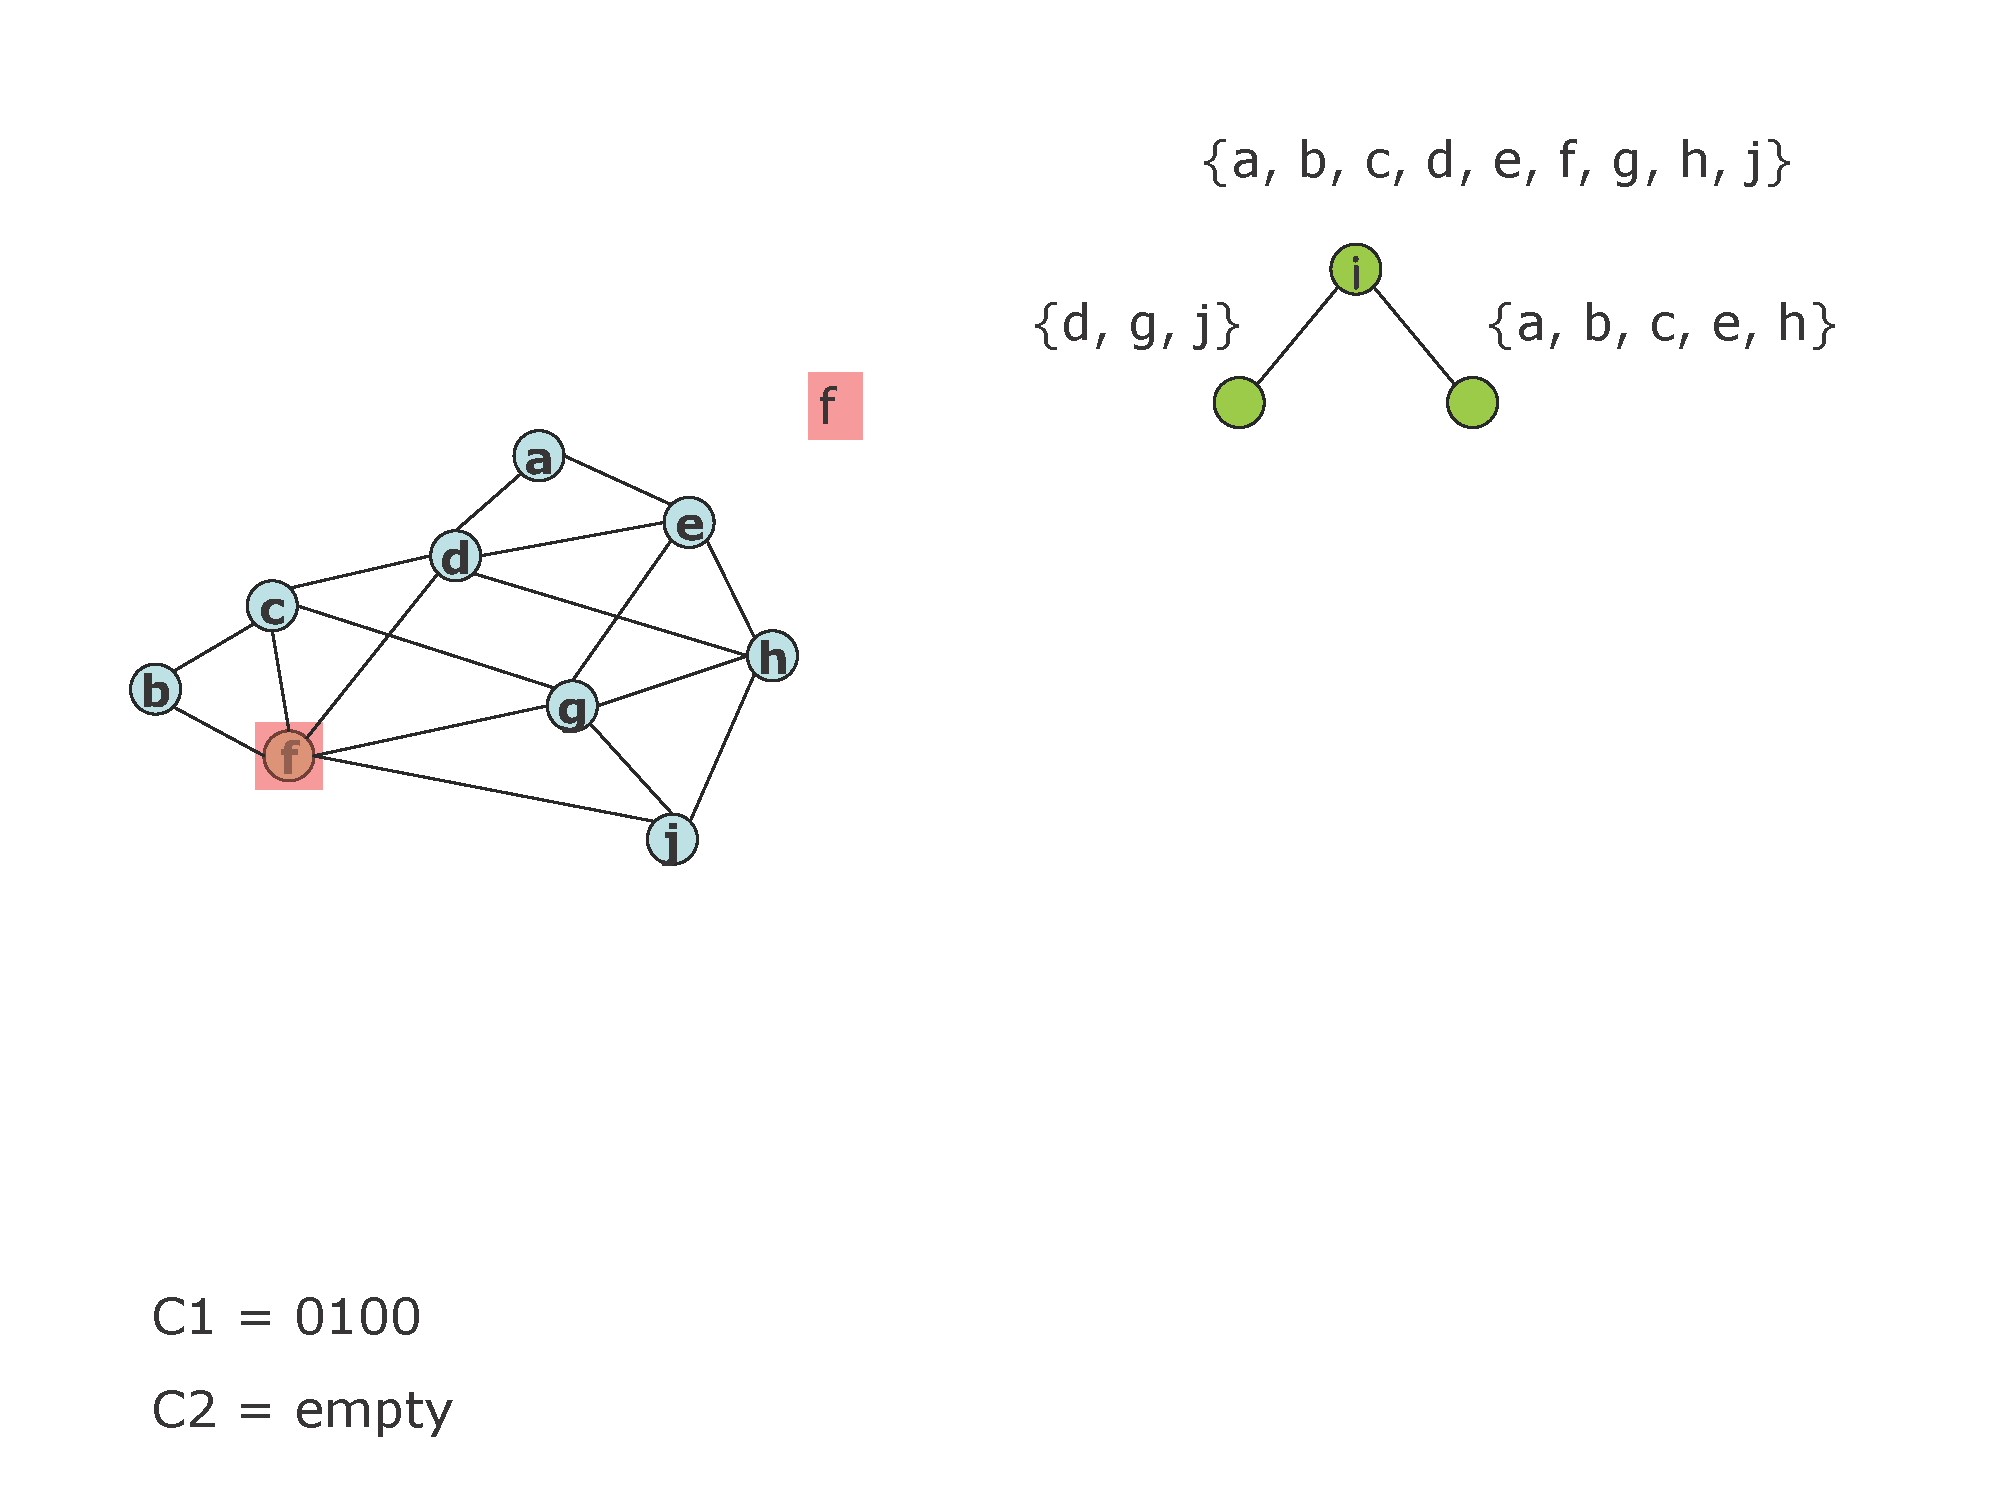 {a, b, c, d, e, f, g, h, j}
i
{d, g, j}
{a, b, c, e, h}
f
a
e
d
c
h
b
g
f
j
C1 = 0100
C2 = empty